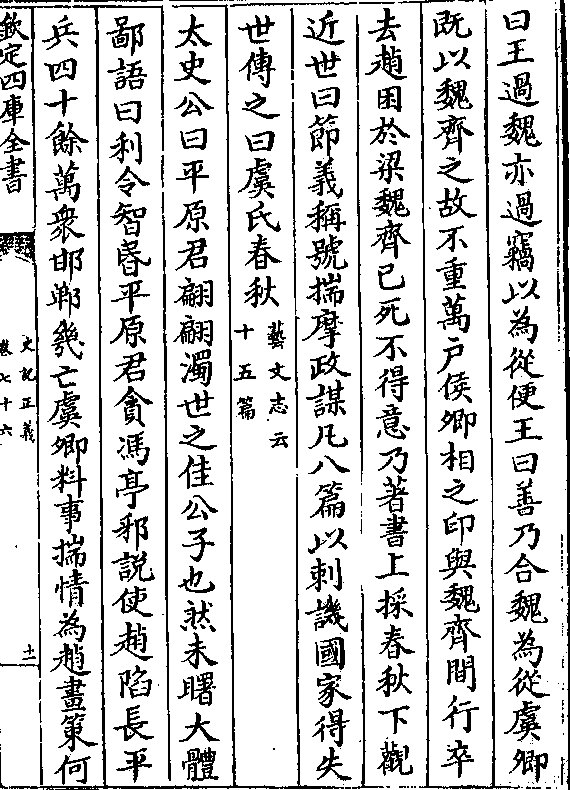 曰王過魏亦過竊以為從便王曰善乃合魏為從虞卿
既以魏齊之故不重萬户侯卿相之印與魏齊間行卒
去趙困於梁魏齊已死不得意乃著書上採春秋下觀
近世曰節義稱號揣摩政謀凡八篇以刺譏國家得失
世傳之曰虞氏春秋藝文志云十五篇
太史公曰平原君翩翩濁世之佳公子也然未曙大體
鄙語曰利令智昏平原君貪馮亭邪説使趙陷長平
兵四十餘萬衆邯鄲幾亡虞卿料事揣情為趙畫策何
欽定四庫全書
史記正義
卷七十六
十二